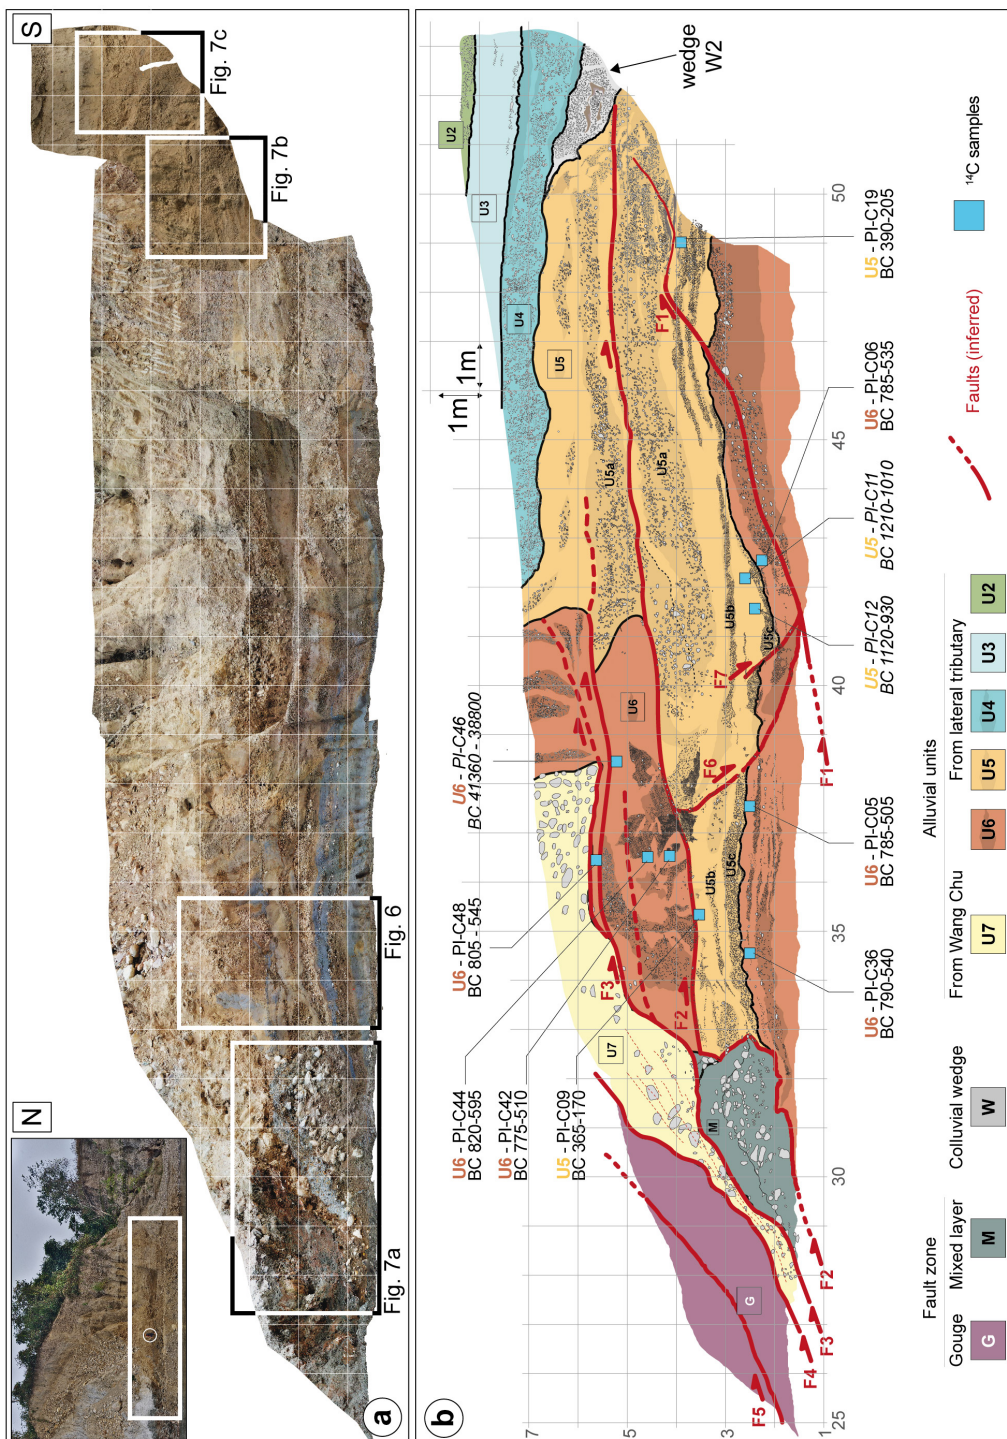 N
S
Fig. 7c
Fig. 7b
Fig. 6
Fig. 7a
a
b
wedge
W2
U2
U3
U4
U5
1m
1m
U5a
U5a
U6
U7
M
G
U5b
U5c
U5b
U5c
F1
F7
F6
F3
F2
F1
F2
F3
F4
F5
7
5
3
1
25
30
35
40
45
50
U6 - PI-C46
BC 41360 - 38800
U6 - PI-C48
BC 805 - 545
U6 - PI-C44
BC 820-595
U6 - PI-C42
BC 775-510
U5 - PI-C09
BC 365-170
U6 - PI-C36
BC 790-540
U6 - PI-C05
BC 785-505
U5 - PI-C12
BC 1120-930
U5 - PI-C11
BC 1210-1010
U6 - PI-C06
BC 785-535
U5 - PI-C19
BC 390-205
Fault zone
Gouge
Mixed layer
Colluvial wedge
Alluvial units
From Wang Chu
From lateral tributary
G
M
W
U7
U6
U5
U4
U3
U2
Faults (inferred)
¹⁴C samples